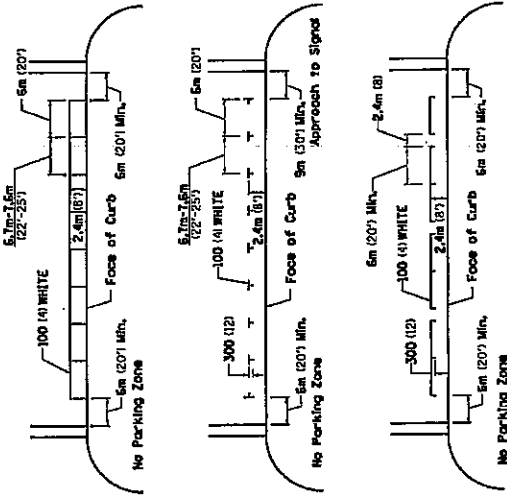 6m (20')
6.7m-7.6m
(22'-25')
6m (20') Min.
2.4m (8')
100 (4) WHITE
Face of Curb
6m (20') Min.
No Parking Zone
6m (20')
6.7m-7.6m
(22'-25')
9m (30') Min.
Approach to Signal
2.4m (8')
100 (4) WHITE
Face of Curb
300 (12)
6m (20') Min.
No Parking Zone
2.4m (8)
6m (20') Min.
6m (20') Min.
2.4m (8')
100 (4) WHITE
Face of Curb
300 (12)
6m (20') Min.
No Parking Zone